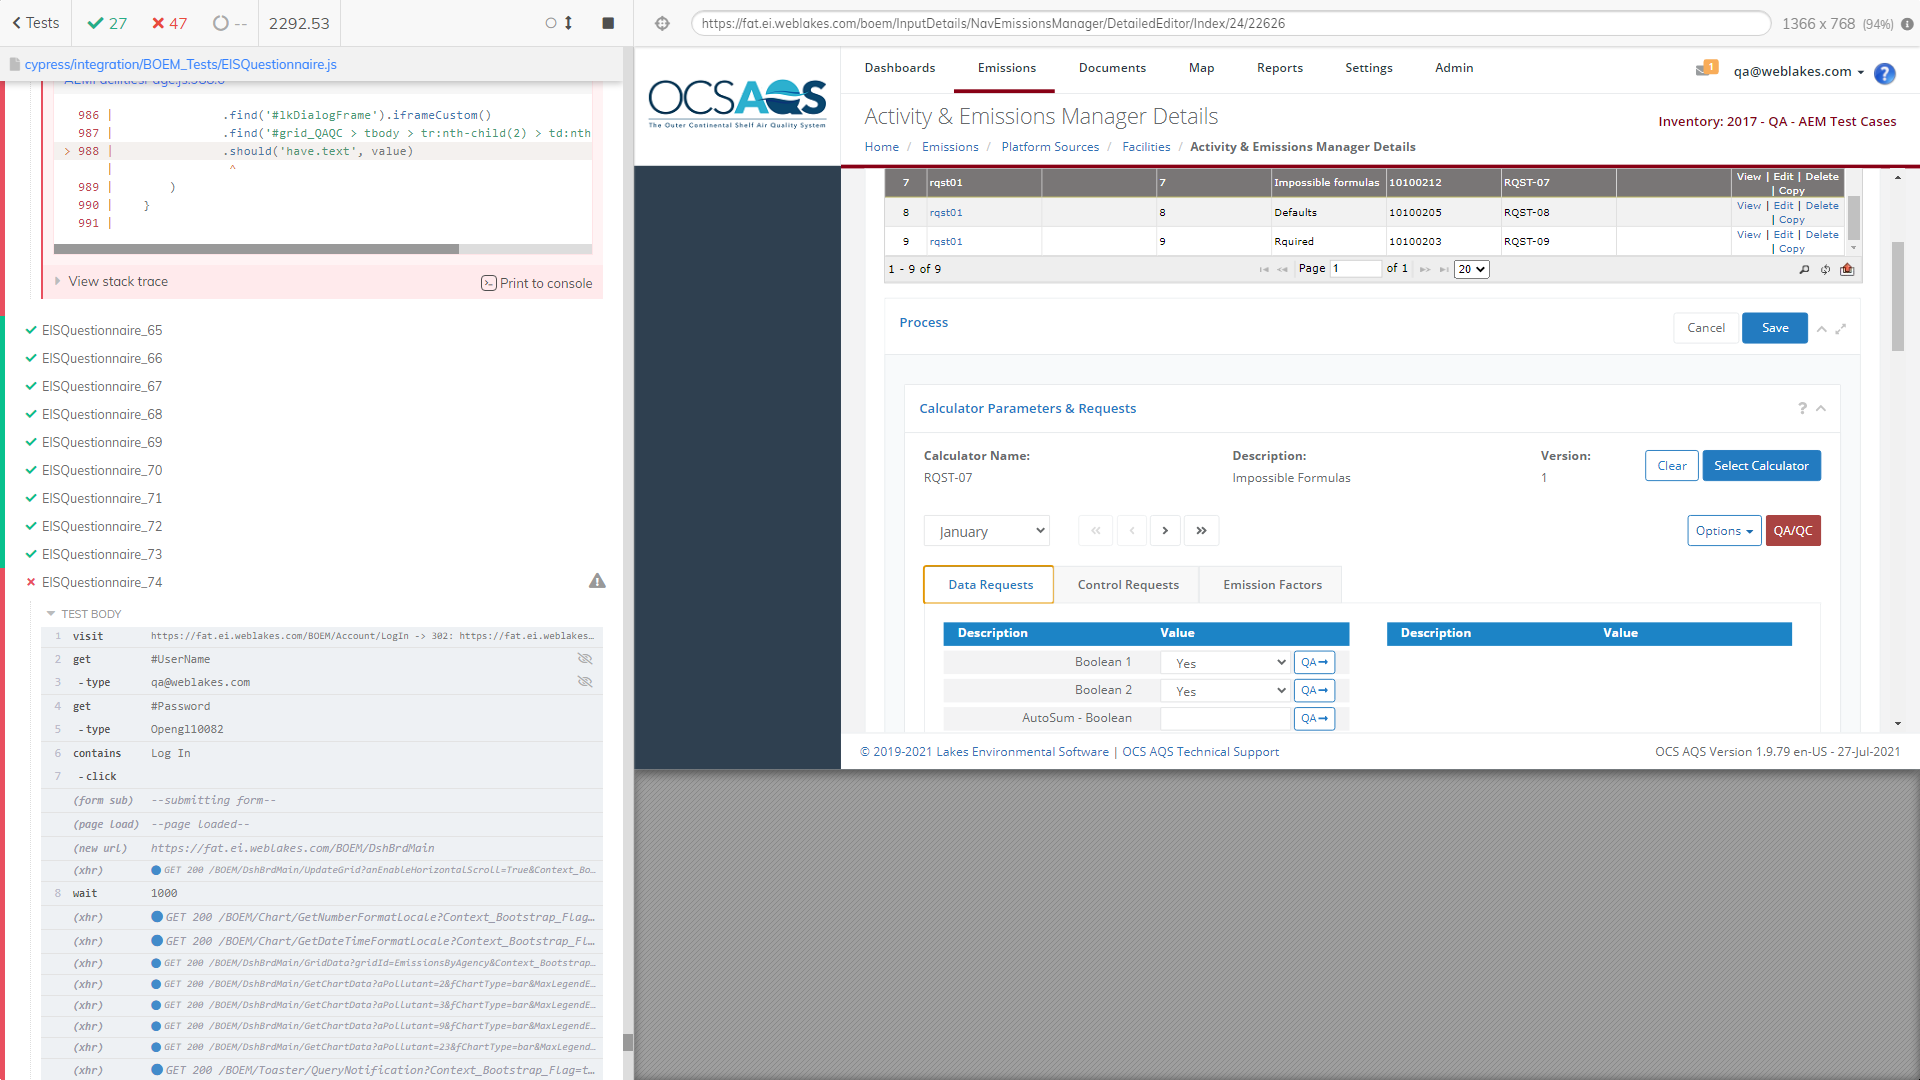 Tests
27
47
--
2292.53
cypress/integration/BOEM_Tests/EISQuestionnaire.js
986 | .find('#lkDialogFrame').iframeCustom()
987 | .find('#grid_QAQC > tbody > tr:nth-child(2) > td:nth
> 988 | .should('have.text', value)
| ^
989 | )
990 | }
991 |
View stack trace
Print to console
EISQuestionnaire_65
EISQuestionnaire_66
EISQuestionnaire_67
EISQuestionnaire_68
EISQuestionnaire_69
EISQuestionnaire_70
EISQuestionnaire_71
EISQuestionnaire_72
EISQuestionnaire_73
EISQuestionnaire_74
TEST BODY
1 visit https://fat.ei.weblakes.com/BOEM/Account/LogIn -> 302: https://fat.ei.weblakes…
2 get #UserName
3 -type qa@weblakes.com
4 get #Password
5 -type Opengl10082
6 contains Log In
7 -click
(form sub) --submitting form--
(page load) --page loaded--
(new url) https://fat.ei.weblakes.com/BOEM/DshBrdMain
(xhr) GET 200 /BOEM/DshBrdMain/UpdateGrid?anEnableHorizontalScroll=True&Context_Bo…
8 wait 1000
(xhr) GET 200 /BOEM/Chart/GetNumberFormatLocale?Context_Bootstrap_Flag…
(xhr) GET 200 /BOEM/Chart/GetDateTimeFormatLocale?Context_Bootstrap_Fl…
(xhr) GET 200 /BOEM/DshBrdMain/GridData?gridId=EmissionsByAgency&Context_Bootstrap…
(xhr) GET 200 /BOEM/DshBrdMain/GetChartData?aPollutant=2&fChartType=bar&MaxLegendE…
(xhr) GET 200 /BOEM/DshBrdMain/GetChartData?aPollutant=3&fChartType=bar&MaxLegendE…
(xhr) GET 200 /BOEM/DshBrdMain/GetChartData?aPollutant=9&fChartType=bar&MaxLegendE…
(xhr) GET 200 /BOEM/DshBrdMain/GetChartData?aPollutant=23&fChartType=bar&MaxLegend…
(xhr) GET 200 /BOEM/Toaster/QueryNotification?Context_Bootstrap_Flag=t…
https://fat.ei.weblakes.com/boem/InputDetails/NavEmissionsManager/DetailedEditor/Index/24/22626
1366 x 768 (94%)
OCSAQS
The Outer Continental Shelf Air Quality System
Dashboards Emissions Documents Map Reports Settings Admin
1
qa@weblakes.com
?
Activity & Emissions Manager Details
Inventory: 2017 - QA - AEM Test Cases
Home / Emissions / Platform Sources / Facilities / Activity & Emissions Manager Details
7 rqst01 7 Impossible formulas 10100212 RQST-07 View | Edit | Delete | Copy
8 rqst01 8 Defaults 10100205 RQST-08 View | Edit | Delete | Copy
9 rqst01 9 Rquired 10100203 RQST-09 View | Edit | Delete | Copy
1 - 9 of 9
Page 1 of 1
20
Process
Cancel
Save
Calculator Parameters & Requests
?
Calculator Name: Description: Version:
RQST-07 Impossible Formulas 1
Clear
Select Calculator
January
Options
QA/QC
Data Requests
Control Requests
Emission Factors
Description Value
Description Value
Boolean 1 Yes QA
Boolean 2 Yes QA
AutoSum - Boolean QA
© 2019-2021 Lakes Environmental Software | OCS AQS Technical Support
OCS AQS Version 1.9.79 en-US - 27-Jul-2021